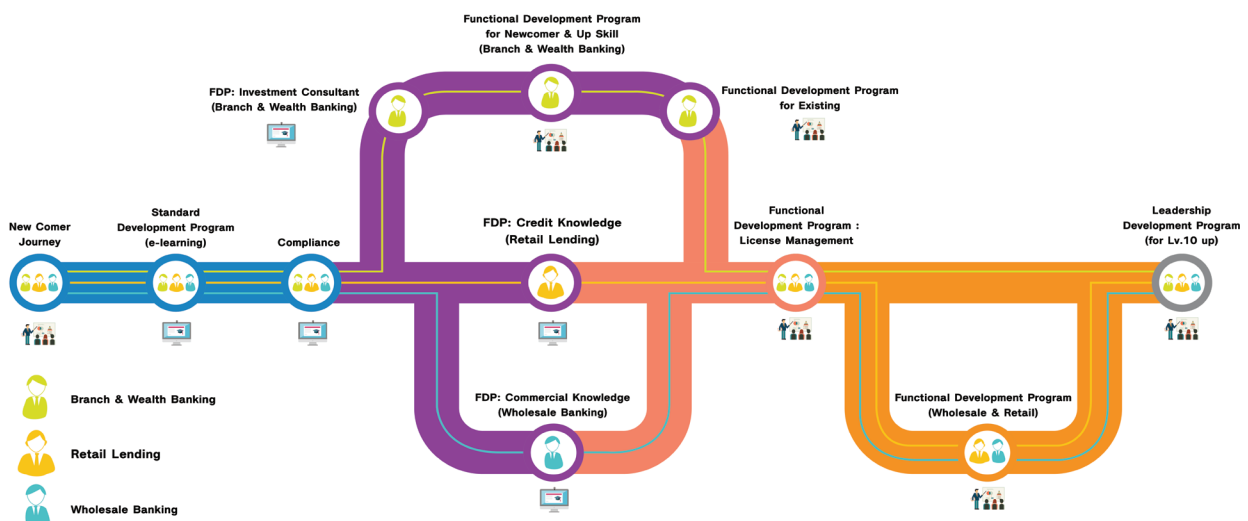 Functional Development Program
for Newcomer & Up Skill
(Branch & Wealth Banking)
FDP: Investment Consultant
(Branch & Wealth Banking)
Functional Development Program
for Existing
New Comer
Journey
Standard
Development Program
(e-learning)
Compliance
FDP: Credit Knowledge
(Retail Lending)
Functional
Development Program :
License Management
Leadership
Development Program
(for Lv.10 up)
FDP: Commercial Knowledge
(Wholesale Banking)
Functional Development Program
(Wholesale & Retail)
Branch & Wealth Banking
Retail Lending
Wholesale Banking